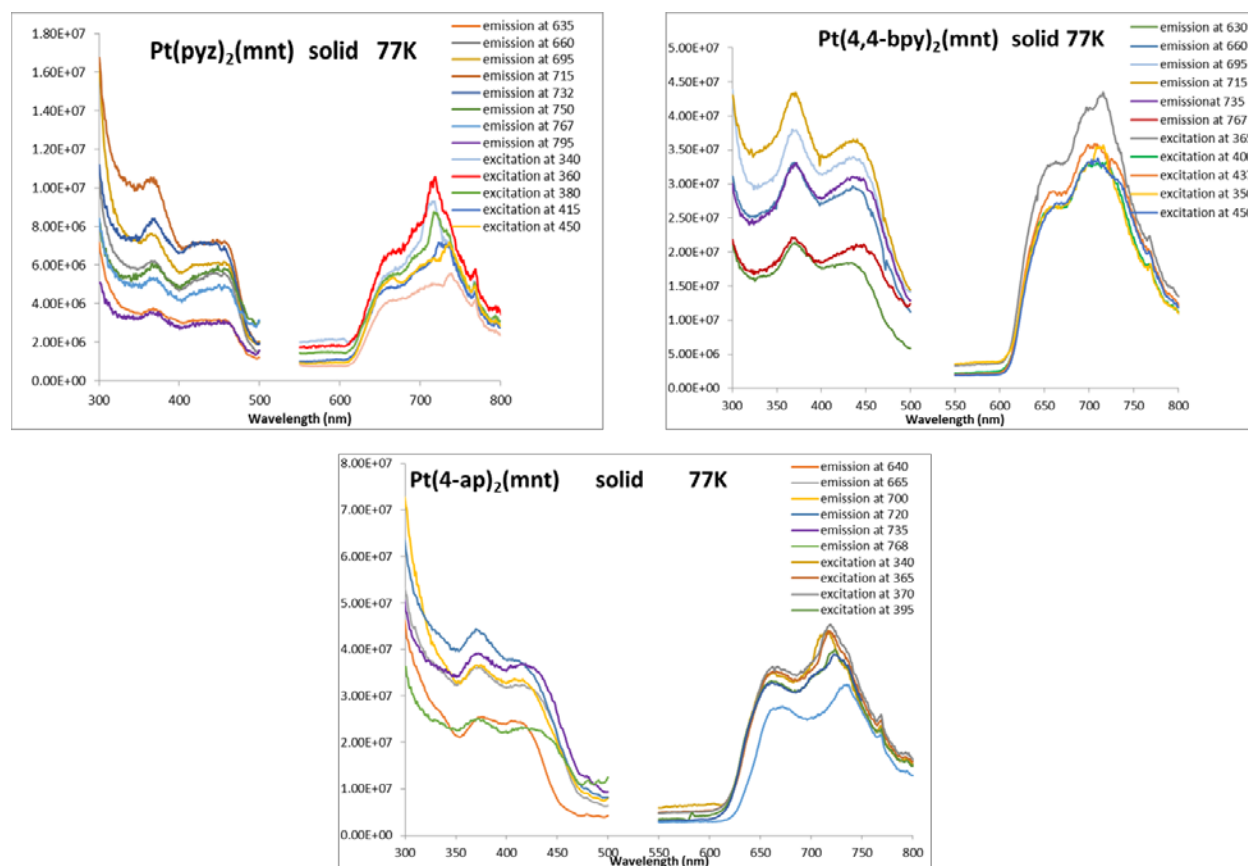 Pt(pyz)₂(mnt) solid 77K
1.80E+07
1.60E+07
1.40E+07
1.20E+07
1.00E+07
8.00E+06
6.00E+06
4.00E+06
2.00E+06
0.00E+00
300 400 500 600 700 800
Wavelength (nm)
emission at 635
emission at 660
emission at 695
emission at 715
emission at 732
emission at 750
emission at 767
emission at 795
excitation at 340
excitation at 360
excitation at 380
excitation at 415
excitation at 450
Pt(4,4-bpy)₂(mnt) solid 77K
5.00E+07
4.50E+07
4.00E+07
3.50E+07
3.00E+07
2.50E+07
2.00E+07
1.50E+07
1.00E+07
5.00E+06
0.00E+00
300 350 400 450 500 550 600 650 700 750 800
Wavelength (nm)
emission at 630
emission at 660
emission at 695
emission at 715
emissionat 735
emission at 767
excitation at
excitation at
excitation at
excitation at
excitation at
Pt(4-ap)₂(mnt) solid 77K
8.00E+07
7.00E+07
6.00E+07
5.00E+07
4.00E+07
3.00E+07
2.00E+07
1.00E+07
0.00E+00
300 350 400 450 500 550 600 650 700 750 800
Wavelength (nm)
emission at 640
emission at 665
emission at 700
emission at 720
emission at 735
emission at 768
excitation at 340
excitation at 365
excitation at 370
excitation at 395